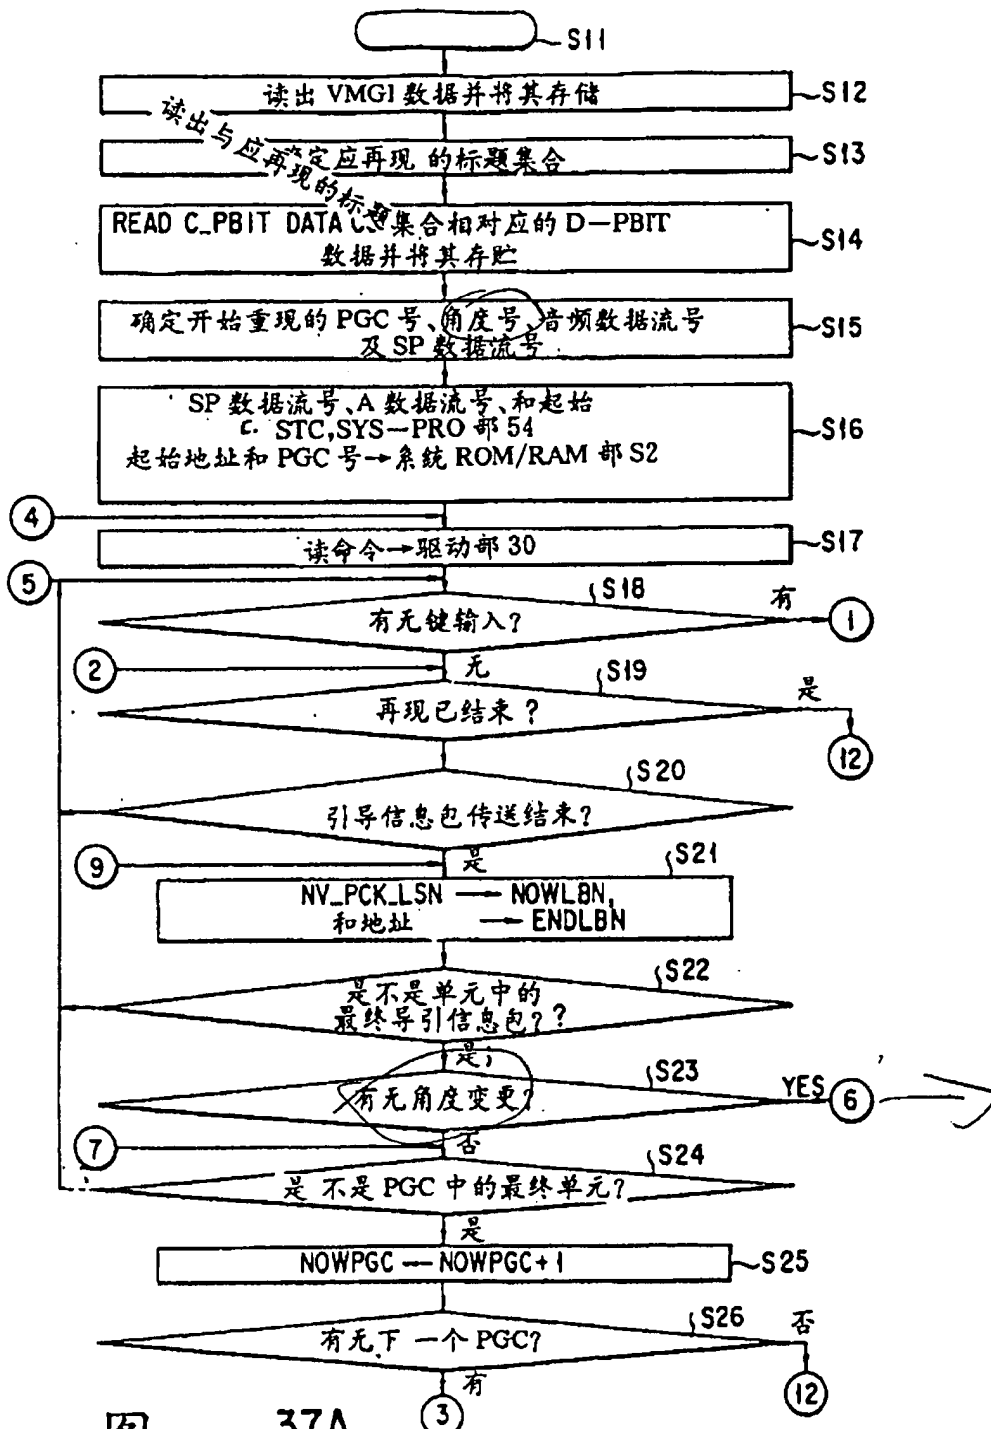 S11
读出 VMGI 数据并将其存储
S12
读出与应再现的标题
定应再现 的标题集合
S13
READ C_PBIT DATA 集合相对应的 D-PBIT
数据并将其存贮
S14
确定开始重现的 PGC 号、角度号、音频数据流号
及 SP 数据流号
S15
SP 数据流号、A 数据流号、和起始
C. STC,SYS-PRO 部 54
起始地址和 PGC 号→系统 ROM/RAM 部 S2
S16
4
读命令→驱动部 30
S17
5
S18
有无键输入?
有
1
2
无
S19
再现已结束 ?
是
12
S20
引导信息包传送结束?
9
是
S21
NV_PCK_LSN → NOWLBN,
和地址 → ENDLBN
S22
是不是单元中的
最终导引信息包??
是;
S23
有无角度变更?
YES
6
7
否
S24
是 不是 PGC 中的最终单元?
是
NOWPGC — NOWPGC+1
S25
S26
有无下 一个 PGC?
否
12
有
3
图 37A